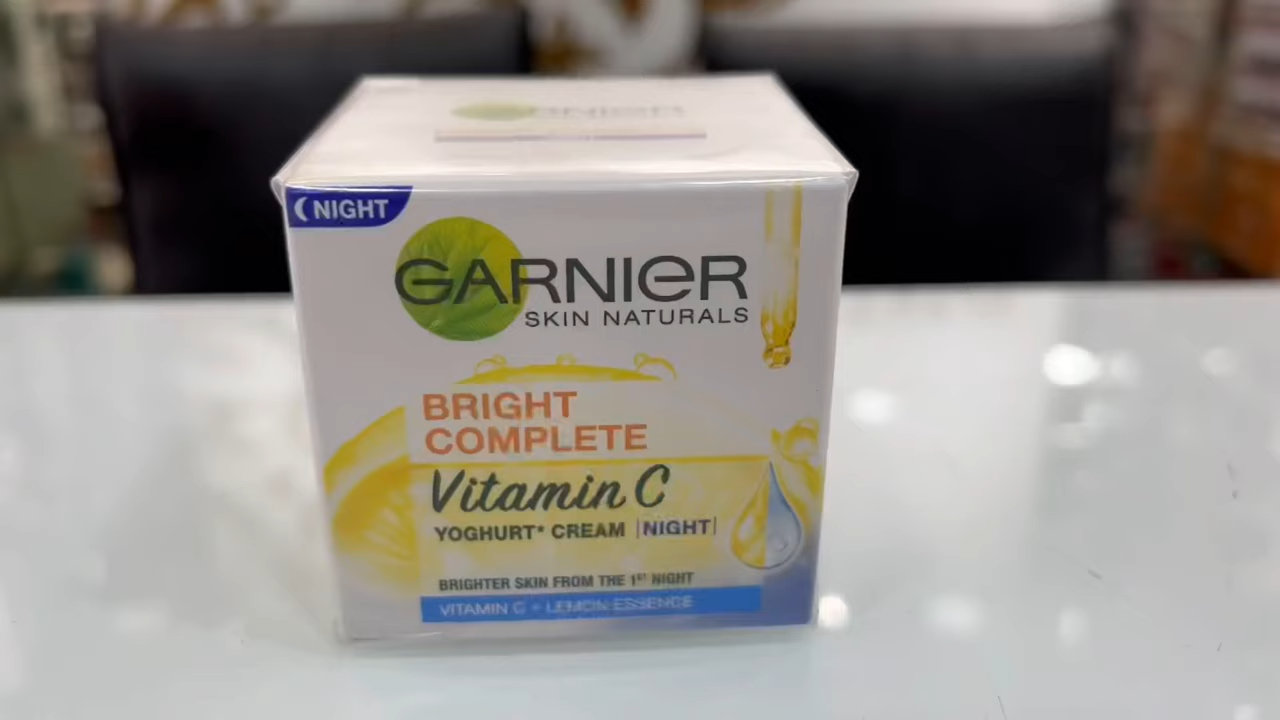 GARNIER
NIGHT
GARNIER
SKIN NATURALS
BRIGHT
COMPLETE
Vitamin C
YOGHURT* CREAM |NIGHT|
BRIGHTER SKIN FROM THE 1ST NIGHT
VITAMIN C + LEMON ESSENCE